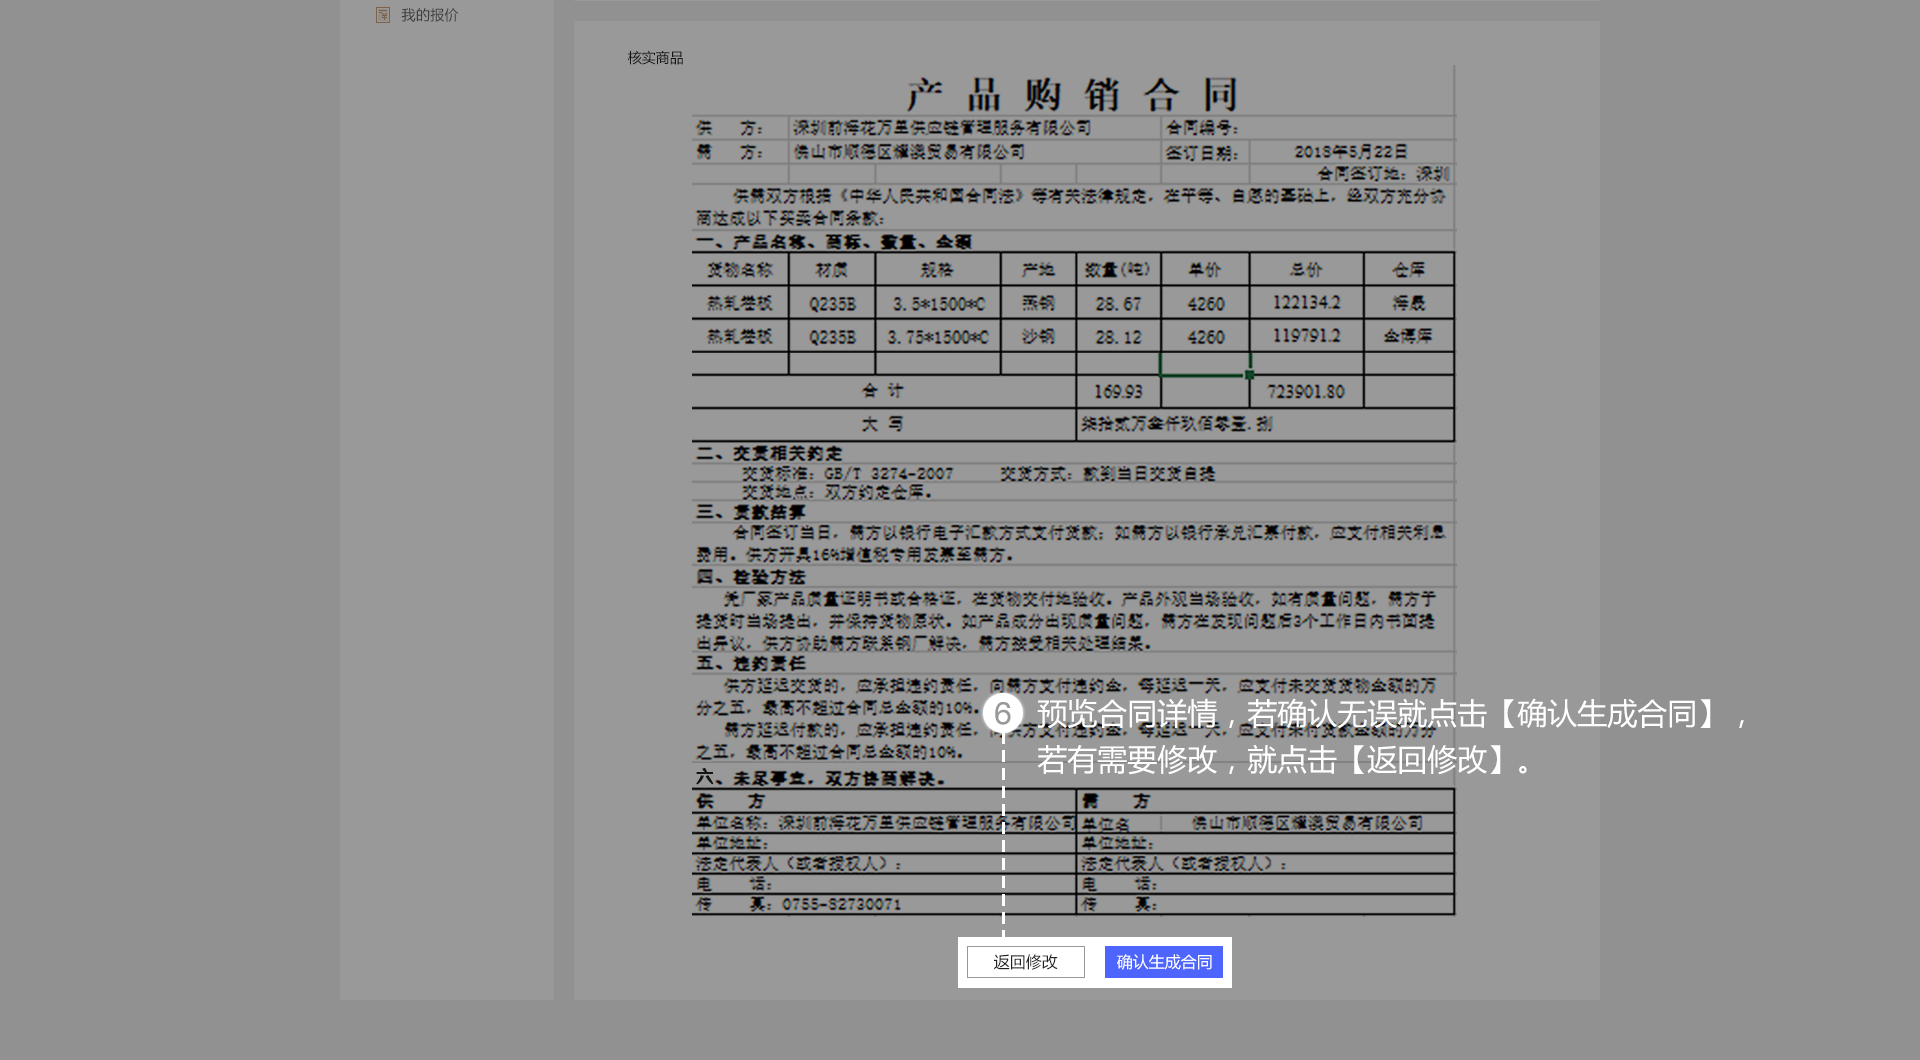 我的报价
核实商品
产品购销合同
供 方： 深圳前海花万里供应链管理服务有限公司 合同编号：
需 方： 佛山市顺德区耀澳贸易有限公司 签订日期： 2018年5月22日
合同签订地：深圳
供需双方根据《中华人民共和国合同法》等有关法律规定，在平等、自愿的基础上，经双方充分协
商达成以下买卖合同条款：
一、产品名称、商标、数量、金额
货物名称 材质 规格 产地 数量(吨) 单价 总价 仓库
热轧卷板 Q235B 3.5*1500*C 燕钢 28.67 4260 122134.2
热轧卷板 Q235B 3.75*1500*C 沙钢 28.12 4260 119791.2 金博库
合 计 169.93 723901.80
大 写 柒拾贰万叁仟玖佰零壹.捌
二、交货相关约定
交货标准：GB/T 3274-2007 交货方式：款到当日交货自提
交货地点：双方约定仓库。
三、货款结算
合同签订当日，需方以银行电子汇款方式支付货款；如需方以银行承兑汇票付款，应支付相关利息
费用。供方开具16%增值税专用发票至需方。
四、检验方法
凭厂家产品质量证明书或合格证，在货物交付地验收。产品外观当场验收，如有质量问题，需方于
提货时当场提出，并保持货物原状。如产品成分出现质量问题，需方在发现问题后3个工作日内书面提
出异议，供方协助需方联系钢厂解决，需方接受相关处理结果。
五、违约责任
供方延迟交货的，应承担违约责任，向需方支付违约金，每延迟一天，应支付未交货货物金额的万
分之五，最高不超过合同总金额的10%。
需方延迟付款的，应承担违约责任，向供方支付违约金，每延迟一天，应支付未付货款金额的万分
之五，最高不超过合同总金额的10%。
6 预览合同详情，若确认无误就点击【确认生成合同】，
若有需要修改，就点击【返回修改】。
六、未尽事宜，双方协商解决。
供 方 需 方
单位名称：深圳前海花万里供应链管理服务有限公司 单位名 佛山市顺德区耀澳贸易有限公司
单位地址： 单位地址：
法定代表人（或者授权人）： 法定代表人（或者授权人）：
电 话： 电 话：
传 真：0755-82730071 传 真：
返回修改 确认生成合同